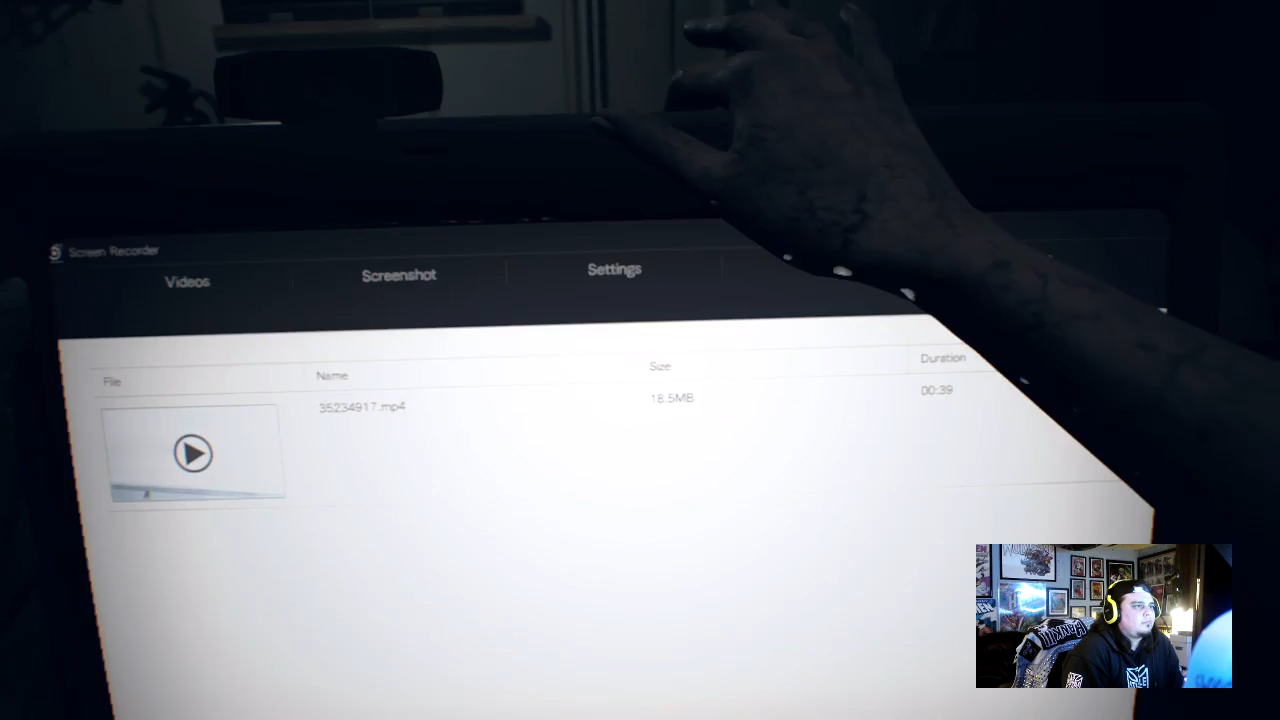 Screen Recorder
Videos Screenshot Settings
File Name Size Duration
35234917.mp4 18.5MB 00:39